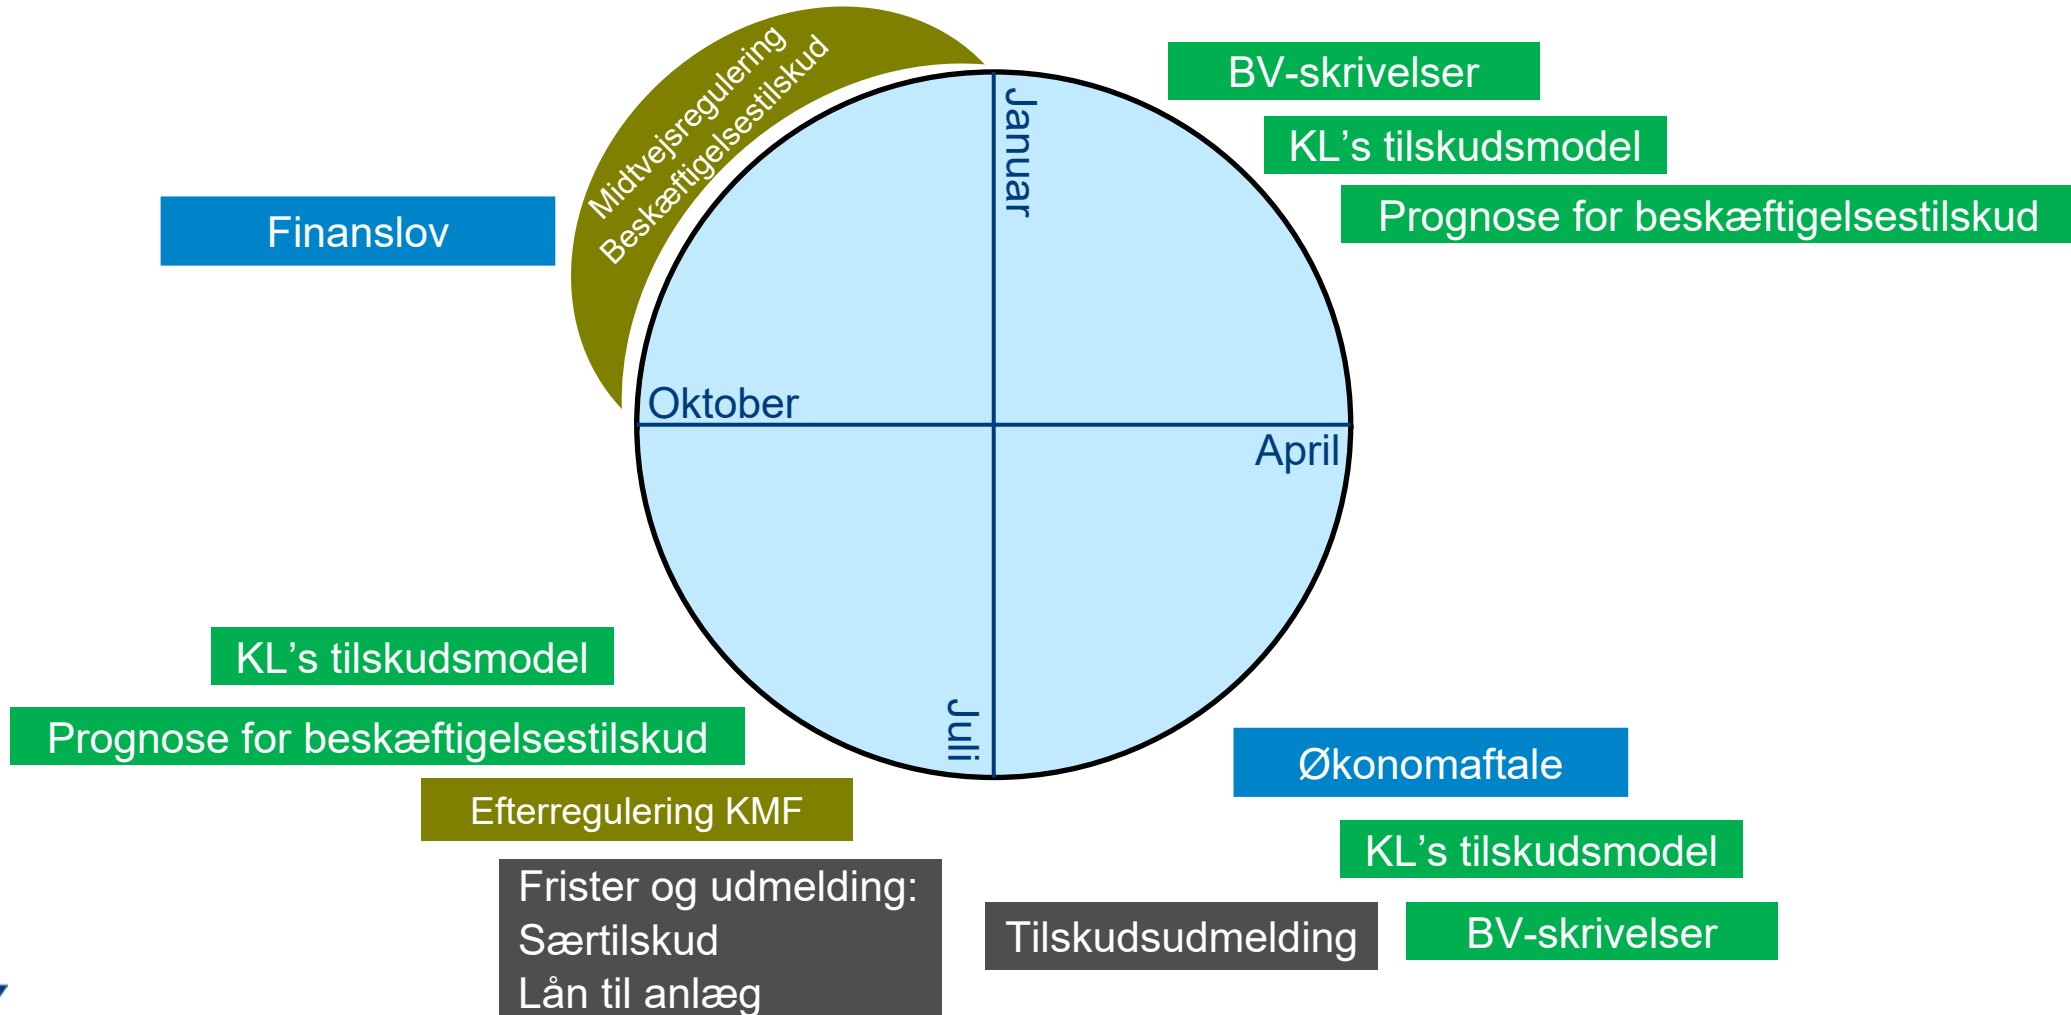 Midtvejsregulering
Beskæftigelsestilskud
BV-skrivelser
KL’s tilskudsmodel
Prognose for beskæftigelsestilskud
Finanslov
Januar
Oktober
April
Juli
KL’s tilskudsmodel
Prognose for beskæftigelsestilskud
Efterregulering KMF
Frister og udmelding:
Særtilskud
Lån til anlæg
Økonomaftale
KL’s tilskudsmodel
Tilskudsudmelding
BV-skrivelser